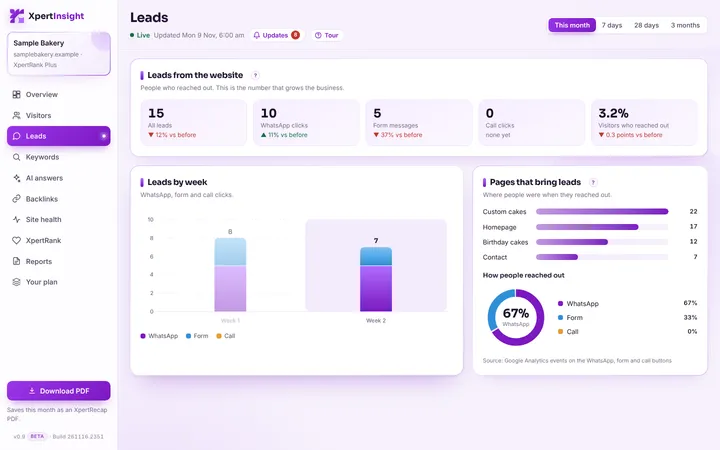 XpertInsight
Sample Bakery
samplebakery.example ·
XpertRank Plus
Overview
Visitors
Leads
Keywords
AI answers
Backlinks
Site health
XpertRank
Reports
Your plan
Download PDF
Saves this month as an XpertRecap
PDF.
v0.9 BETA · Build 261116.2351
Leads
Live Updated Mon 9 Nov, 6:00 am Updates 8 Tour
This month 7 days 28 days 3 months
Leads from the website ?
People who reached out. This is the number that grows the business.
15
All leads
▼ 12% vs before
10
WhatsApp clicks
▲ 11% vs before
5
Form messages
▼ 37% vs before
0
Call clicks
none yet
3.2%
Visitors who reached out
▼ 0.3 points vs before
Leads by week
WhatsApp, form and call clicks.
10
8
6
4
2
0
8
7
Week 1
Week 2
WhatsApp Form Call
Pages that bring leads ?
Where people were when they reached out.
Custom cakes 22
Homepage 17
Birthday cakes 12
Contact 7
How people reached out
67%
WhatsApp
WhatsApp 67%
Form 33%
Call 0%
Source: Google Analytics events on the WhatsApp, form and call buttons